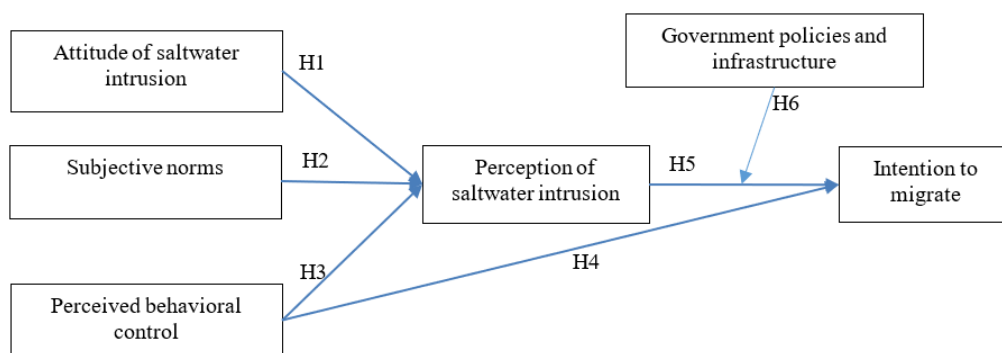 Attitude of saltwater
intrusion
H1
Government policies and
infrastructure
H6
Subjective norms
H2
Perception of
saltwater intrusion
H5
Intention to
migrate
H3
H4
Perceived behavioral
control